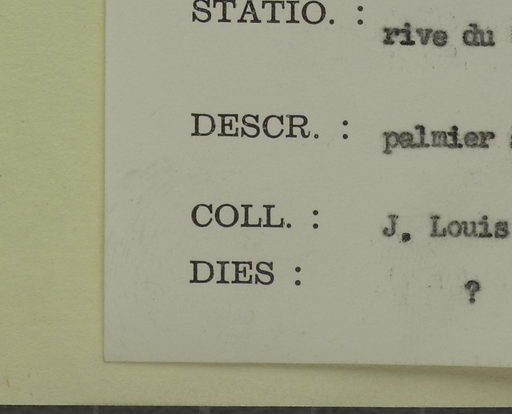 STATIO. : rive du
DESCR. : palmier
COLL. : J. Louis
DIES : ?